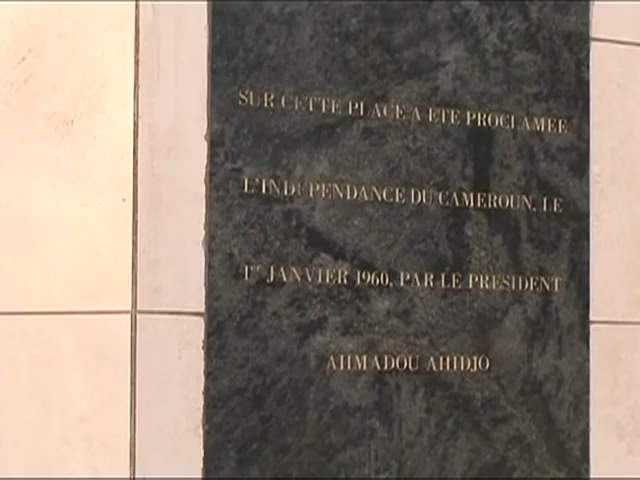 SUR CETTE PLACE A ETE PROCLAMEE
L'INDEPENDANCE DU CAMEROUN, LE
1er JANVIER 1960, PAR LE PRESIDENT
AHMADOU AHIDJO